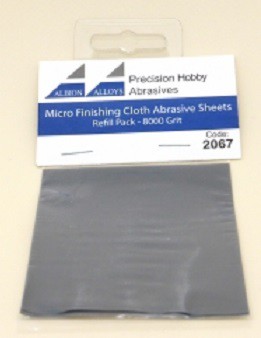 ALBION ALLOYS
Precision Hobby
Abrasives
Micro Finishing Cloth Abrasive Sheets
Refill Pack - 8000 Grit
Code:
2067